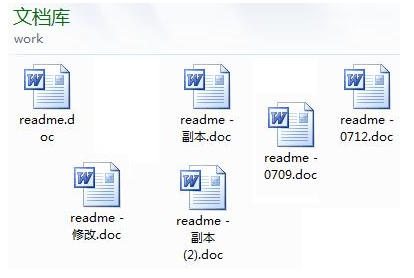 文档库
work
readme.d
oc
readme -
副本.doc
readme -
0709.doc
readme -
0712.doc
readme -
修改.doc
readme -
副本
(2).doc